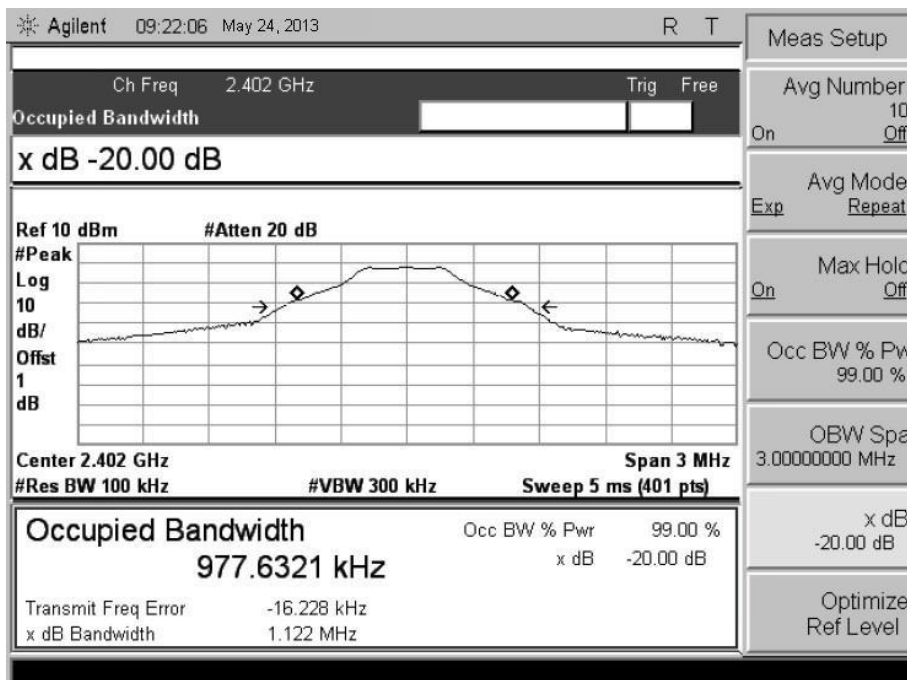 Agilent 09:22:06 May 24, 2013 R T
Ch Freq 2.402 GHz Trig Free
Occupied Bandwidth
x dB -20.00 dB
Ref 10 dBm #Atten 20 dB
#Peak
Log
10
dB/
Offst
1
dB
Center 2.402 GHz Span 3 MHz
#Res BW 100 kHz #VBW 300 kHz Sweep 5 ms (401 pts)
Occupied Bandwidth
977.6321 kHz
Occ BW % Pwr 99.00 %
x dB -20.00 dB
Transmit Freq Error -16.228 kHz
x dB Bandwidth 1.122 MHz
Meas Setup
Avg Number
10
On Off
Avg Mode
Exp Repeat
Max Hold
On Off
Occ BW % Pw
99.00 %
OBW Spa
3.00000000 MHz
x dB
-20.00 dB
Optimize
Ref Level